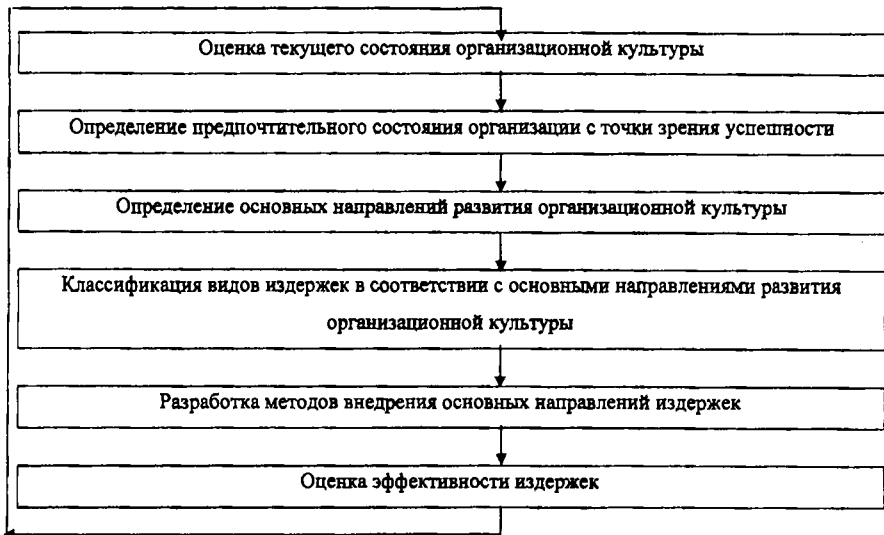 Оценка текущего состояния организационной культуры
Определение предпочтительного состояния организации с точки зрения успешности
Определение основных направлений развития организационной культуры
Классификация видов издержек в соответствии с основными направлениями развития
организационной культуры
Разработка методов внедрения основных направлений издержек
Оценка эффективности издержек